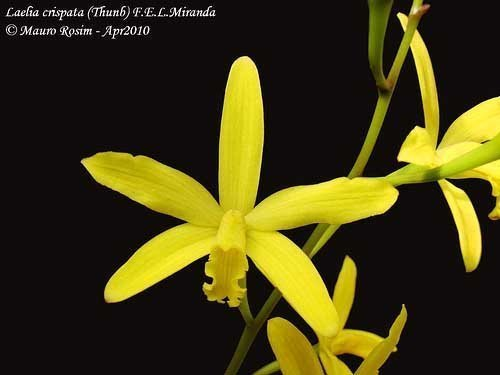 Laelia crispata (Thunb) F.E.L.Miranda
© Mauro Rosim - Apr2010